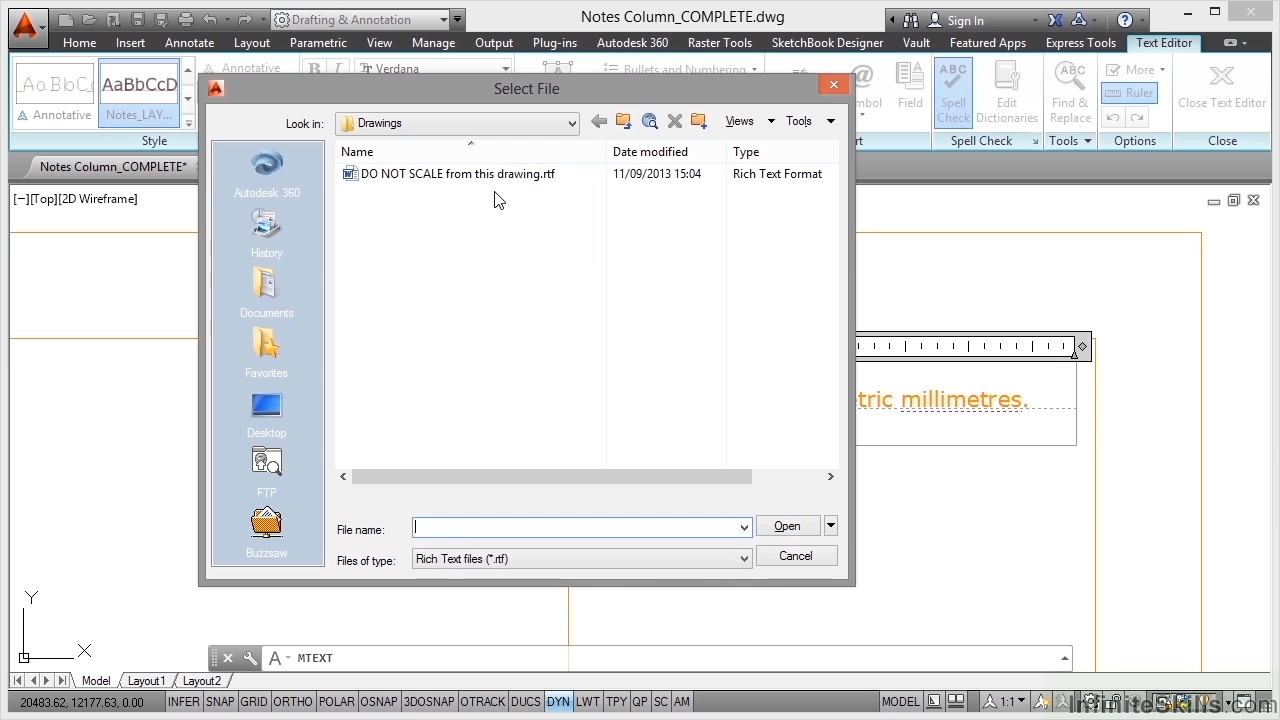 Drafting & Annotation
Notes Column_COMPLETE.dwg
Sign In
Home Insert Annotate Layout Parametric View Manage Output Plug-ins Autodesk 360 Raster Tools SketchBook Designer Vault Featured Apps Express Tools Text Editor
AaBbCcD
Annotative
Notes_LAY...
Style
Annotative
B I
Verdana
Bullets and Numbering
Field
ABC
Spell Check
Edit Dictionaries
Spell Check
ABC
Find & Replace
Tools
More
Ruler
Options
Close Text Editor
Close
Notes Column_COMPLETE*
[−][Top][2D Wireframe]
Select File
Look in:
Drawings
Views
Tools
Name
Date modified
Type
DO NOT SCALE from this drawing.rtf
11/09/2013 15:04
Rich Text Format
Autodesk 360
History
Documents
Favorites
Desktop
FTP
Buzzsaw
File name:
Open
Files of type:
Rich Text files (*.rtf)
Cancel
millimetres.
Y
X
MTEXT
Model Layout1 Layout2
20483.62, 12177.63, 0.00
INFER SNAP GRID ORTHO POLAR OSNAP 3DOSNAP OTRACK DUCS DYN LWT TPY QP SC AM
MODEL
1:1
InfiniteSkills.com